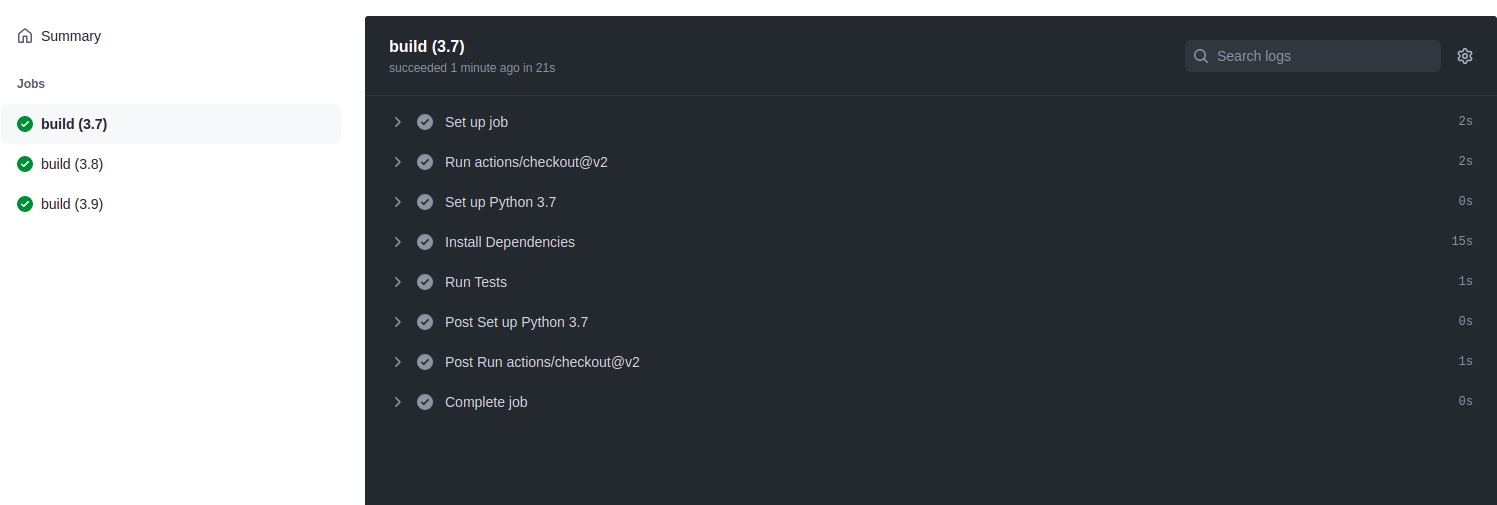 Summary
Jobs
build (3.7)
build (3.8)
build (3.9)
build (3.7)
succeeded 1 minute ago in 21s
Search logs
Set up job 2s
Run actions/checkout@v2 2s
Set up Python 3.7 0s
Install Dependencies 15s
Run Tests 1s
Post Set up Python 3.7 0s
Post Run actions/checkout@v2 1s
Complete job 0s